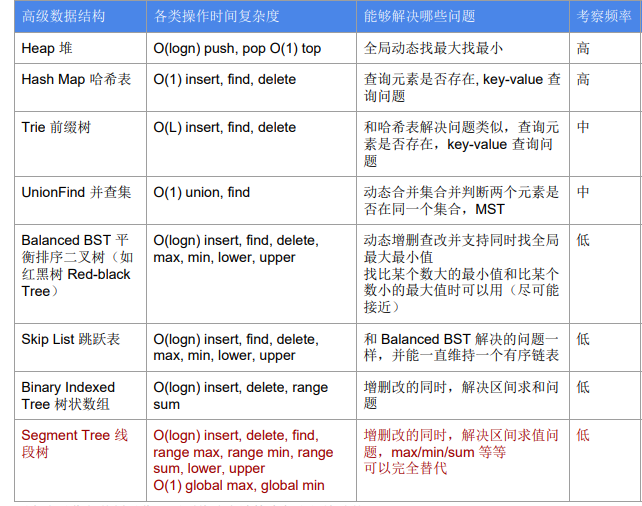 高级数据结构 各类操作时间复杂度 能够解决哪些问题 考察频率
Heap 堆 O(logn) push, pop O(1) top 全局动态找最大找最小 高
Hash Map 哈希表 O(1) insert, find, delete 查询元素是否存在, key-value 查 高
询问题
Trie 前缀树 O(L) insert, find, delete 和哈希表解决问题类似，查询元 中
素是否存在，key-value 查询问
题
UnionFind 并查集 O(1) union, find 动态合并集合并判断两个元素是 中
否在同一个集合，MST
Balanced BST 平 O(logn) insert, find, delete, 动态增删查改并支持同时找全局 低
衡排序二叉树（如 max, min, lower, upper 最大最小值
红黑树 Red-black 找比某个数大的最小值和比某个
Tree） 数小的最大值时可以用（尽可能
接近）
Skip List 跳跃表 O(logn) insert, find, delete, 和 Balanced BST 解决的问题一 低
max, min, lower, upper 样，并能一直维持一个有序链表
Binary Indexed O(logn) insert, delete, range 增删改的同时，解决区间求和问 低
Tree 树状数组 sum 题
Segment Tree 线 O(logn) insert, delete, find, 增删改的同时，解决区间求值问 低
段树 range max, range min, range 题，max/min/sum 等等
sum, lower, upper 可以完全替代
O(1) global max, global min